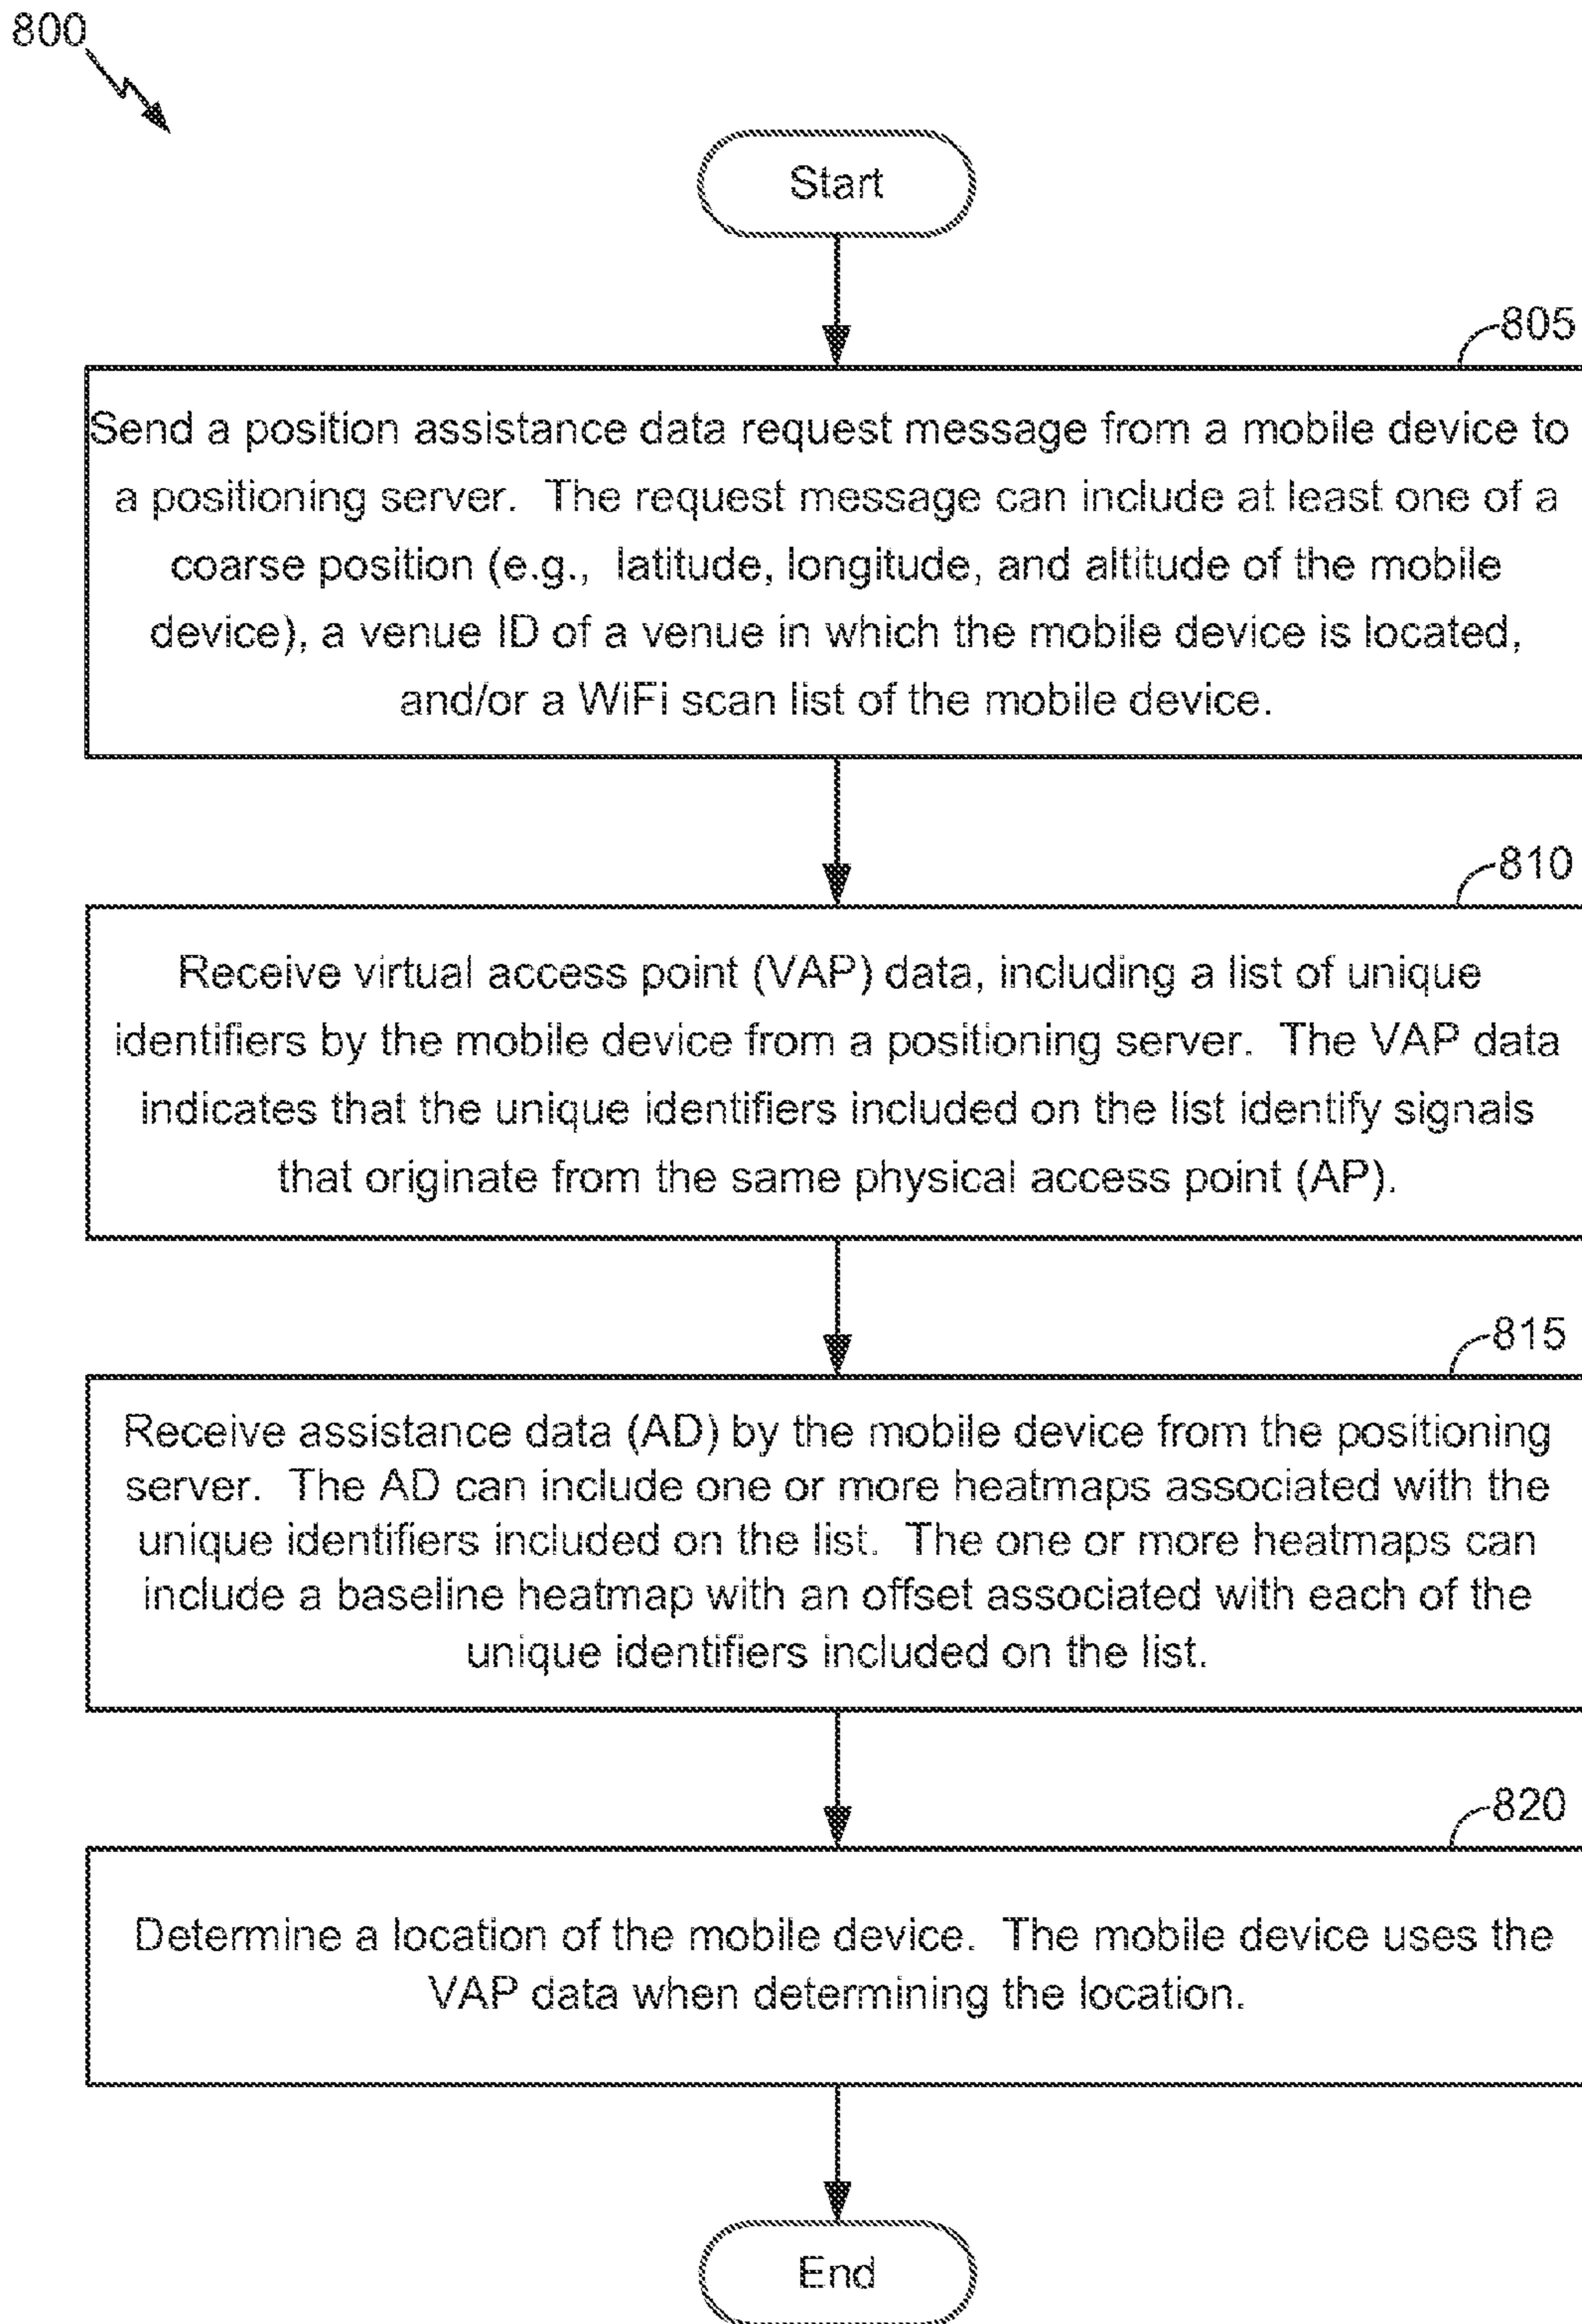 800
Start
805
Send a position assistance data request message from a mobile device to
a positioning server. The request message can include at least one of a
coarse position (e.g., latitude, longitude, and altitude of the mobile
device), a venue ID of a venue in which the mobile device is located,
and/or a WiFi scan list of the mobile device.
810
Receive virtual access point (VAP) data, including a list of unique
identifiers by the mobile device from a positioning server. The VAP data
indicates that the unique identifiers included on the list identify signals
that originate from the same physical access point (AP).
815
Receive assistance data (AD) by the mobile device from the positioning
server. The AD can include one or more heatmaps associated with the
unique identifiers included on the list. The one or more heatmaps can
include a baseline heatmap with an offset associated with each of the
unique identifiers included on the list.
820
Determine a location of the mobile device. The mobile device uses the
VAP data when determining the location.
End